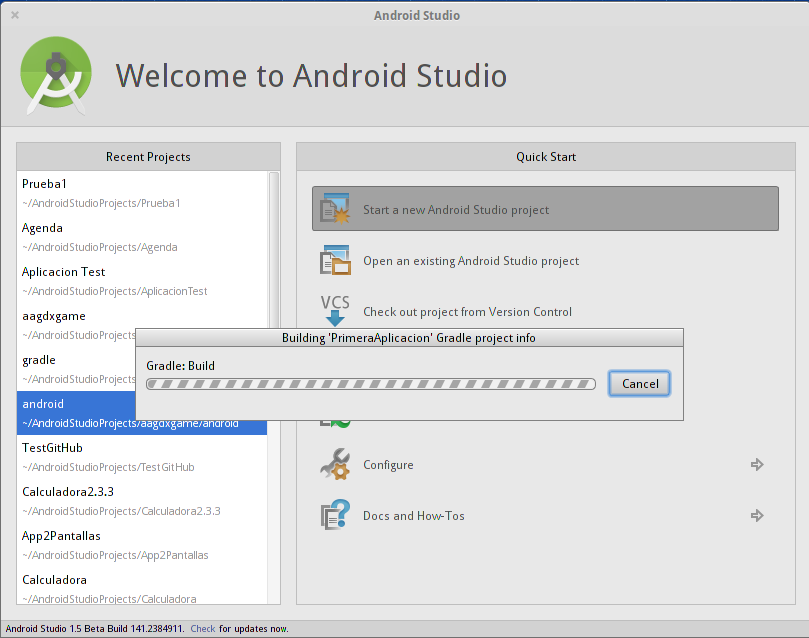 Android Studio
Welcome to Android Studio
Recent Projects
Prueba1
~/AndroidStudioProjects/Prueba1
Agenda
~/AndroidStudioProjects/Agenda
Aplicacion Test
~/AndroidStudioProjects/AplicacionTest
aagdxgame
~/AndroidStudioProjects
gradle
~/AndroidStudioProjects
android
~/AndroidStudioProjects/aagdxgame/android
TestGitHub
~/AndroidStudioProjects/TestGitHub
Calculadora2.3.3
~/AndroidStudioProjects/Calculadora2.3.3
App2Pantallas
~/AndroidStudioProjects/App2Pantallas
Calculadora
~/AndroidStudioProjects/Calculadora
Quick Start
Start a new Android Studio project
Open an existing Android Studio project
VCS
Check out project from Version Control
Configure
Docs and How-Tos
Building 'PrimeraAplicacion' Gradle project info
Gradle: Build
Cancel
Android Studio 1.5 Beta Build 141.2384911. Check for updates now.